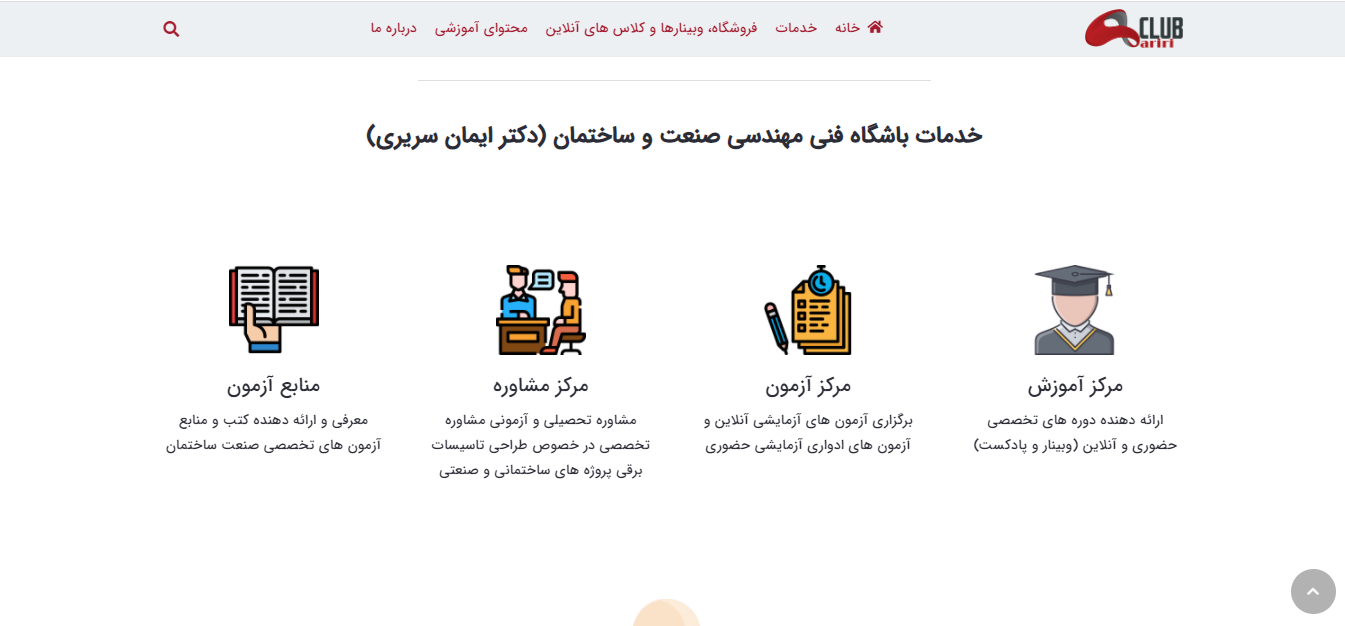 CLUB
Sariri
خانه
خدمات
فروشگاه، وبینارها و کلاس های آنلاین
محتوای آموزشی
درباره ما
خدمات باشگاه فنی مهندسی صنعت و ساختمان (دکتر ایمان سریری)
مرکز آموزش
ارائه دهنده دوره های تخصصی
حضوری و آنلاین (وبینار و پادکست)
مرکز آزمون
برگزاری آزمون های آزمایشی آنلاین و
آزمون های ادواری آزمایشی حضوری
مرکز مشاوره
مشاوره تحصیلی و آزمونی مشاوره
تخصصی در خصوص طراحی تاسیسات
برقی پروژه های ساختمانی و صنعتی
منابع آزمون
معرفی و ارائه دهنده کتب و منابع
آزمون های تخصصی صنعت ساختمان